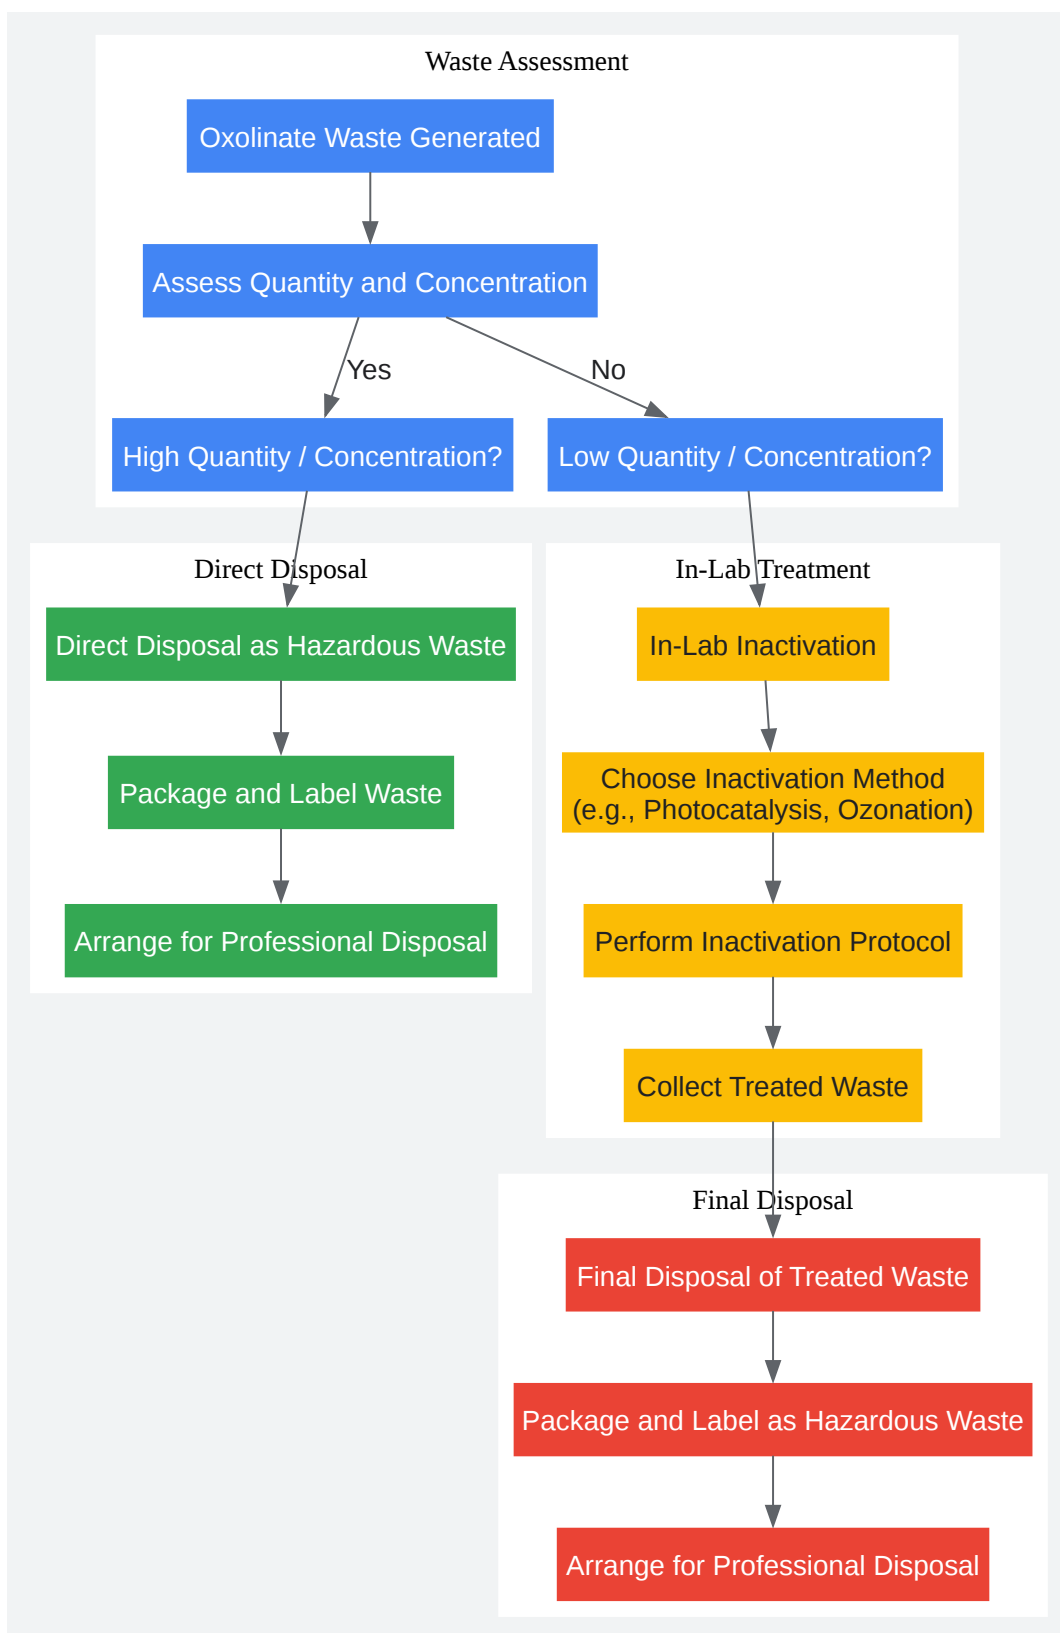 Waste Assessment
Oxolinate Waste Generated
Assess Quantity and Concentration
Yes
No
High Quantity / Concentration?
Low Quantity / Concentration?
Direct Disposal
Direct Disposal as Hazardous Waste
Package and Label Waste
Arrange for Professional Disposal
In-Lab Treatment
In-Lab Inactivation
Choose Inactivation Method
(e.g., Photocatalysis, Ozonation)
Perform Inactivation Protocol
Collect Treated Waste
Final Disposal
Final Disposal of Treated Waste
Package and Label as Hazardous Waste
Arrange for Professional Disposal